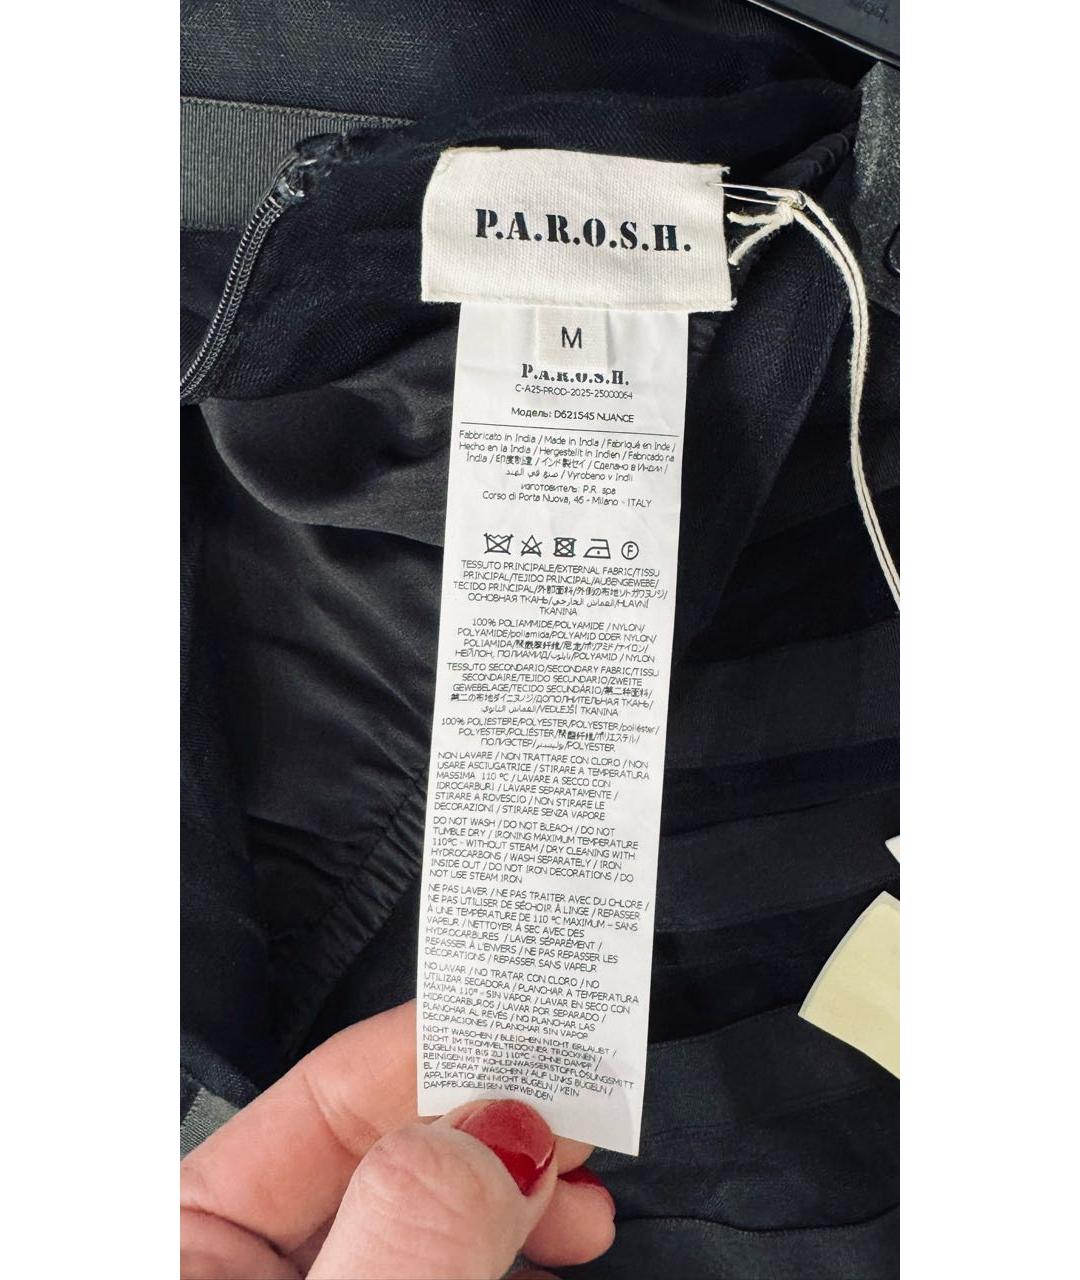 P.A.R.O.S.H.
M
P.A.R.O.S.H.
C-A25-PROD-2025-25000064
Модель: D621545 NUANCE
Fabbricato in India / Made in India / Fabriqué en Inde /
Hecho en la India / Hergestellt in Indien / Fabricado na
Índia / 印度制造 / インド製セイ / Сделано в Индии /
صنع في الهند / Vyrobeno v Indii
изготовитель: P.R. spa
Corso di Porta Nuova, 46 - Milano - ITALY
F
TESSUTO PRINCIPALE/EXTERNAL FABRIC/TISSU
PRINCIPAL/TEJIDO PRINCIPAL/AUßENGEWEBE/
TECIDO PRINCIPAL/外部面料/外側の布地ソトガワヌノジ/
ОСНОВНАЯ ТКАНЬ/القماش الخارجي/HLAVNÍ
TKANINA
100% POLIAMMIDE/POLYAMIDE / NYLON/
POLYAMIDE/poliamida/POLYAMID ODER NYLON/
POLIAMIDA/聚酰胺纤维/尼龙/ポリアミド/ナイロン/
НЕЙЛОН, ПОЛИАМИД/نايلون/POLYAMID / NYLON
TESSUTO SECONDARIO/SECONDARY FABRIC/TISSU
SECONDAIRE/TEJIDO SECUNDARIO/ZWEITE
GEWEBELAGE/TECIDO SECUNDÁRIO/第二种面料/
第二の布地ダイニヌノジ/ДОПОЛНИТЕЛЬНАЯ ТКАНЬ/
القماش الثانوي/VEDLEJŠÍ TKANINA
100% POLIESTERE/POLYESTER/POLYESTER/poliéster/
POLYESTER/POLIÉSTER/聚酯纤维/ポリエステル/
ПОЛИЭСТЕР/بوليستر/POLYESTER
NON LAVARE / NON TRATTARE CON CLORO / NON
USARE ASCIUGATRICE / STIRARE A TEMPERATURA
MASSIMA 110 °C / LAVARE A SECCO CON
IDROCARBURI / LAVARE SEPARATAMENTE /
STIRARE A ROVESCIO / NON STIRARE LE
DECORAZIONI / STIRARE SENZA VAPORE
DO NOT WASH / DO NOT BLEACH / DO NOT
TUMBLE DRY / IRONING MAXIMUM TEMPERATURE
110°C - WITHOUT STEAM / DRY CLEANING WITH
HYDROCARBONS / WASH SEPARATELY / IRON
INSIDE OUT / DO NOT IRON DECORATIONS / DO
NOT USE STEAM IRON
NE PAS LAVER / NE PAS TRAITER AVEC DU CHLORE /
NE PAS UTILISER DE SÉCHOIR À LINGE / REPASSER
À UNE TEMPÉRATURE DE 110 °C MAXIMUM – SANS
VAPEUR / NETTOYER À SEC AVEC DES
HYDROCARBURES / LAVER SÉPARÉMENT /
REPASSER À L'ENVERS / NE PAS REPASSER LES
DÉCORATIONS / REPASSER SANS VAPEUR
NO LAVAR / NO TRATAR CON CLORO / NO
UTILIZAR SECADORA / PLANCHAR A TEMPERATURA
MÁXIMA 110° - SIN VAPOR / LAVAR EN SECO CON
HIDROCARBUROS / LAVAR POR SEPARADO /
PLANCHAR AL REVÉS / NO PLANCHAR LAS
DECORACIONES / PLANCHAR SIN VAPOR
NICHT WASCHEN / BLEICHEN NICHT ERLAUBT /
NICHT IM TROMMELTROCKNER TROCKNEN /
BÜGELN MIT BIS ZU 110°C - OHNE DAMPF /
REINIGEN MIT KOHLENWASSERSTOFFLÖSUNGSMITT
EL / SEPARAT WASCHEN / AUF LINKS BÜGELN /
APPLIKATIONEN NICHT BÜGELN / KEIN
DAMPFBÜGELEISEN VERWENDEN